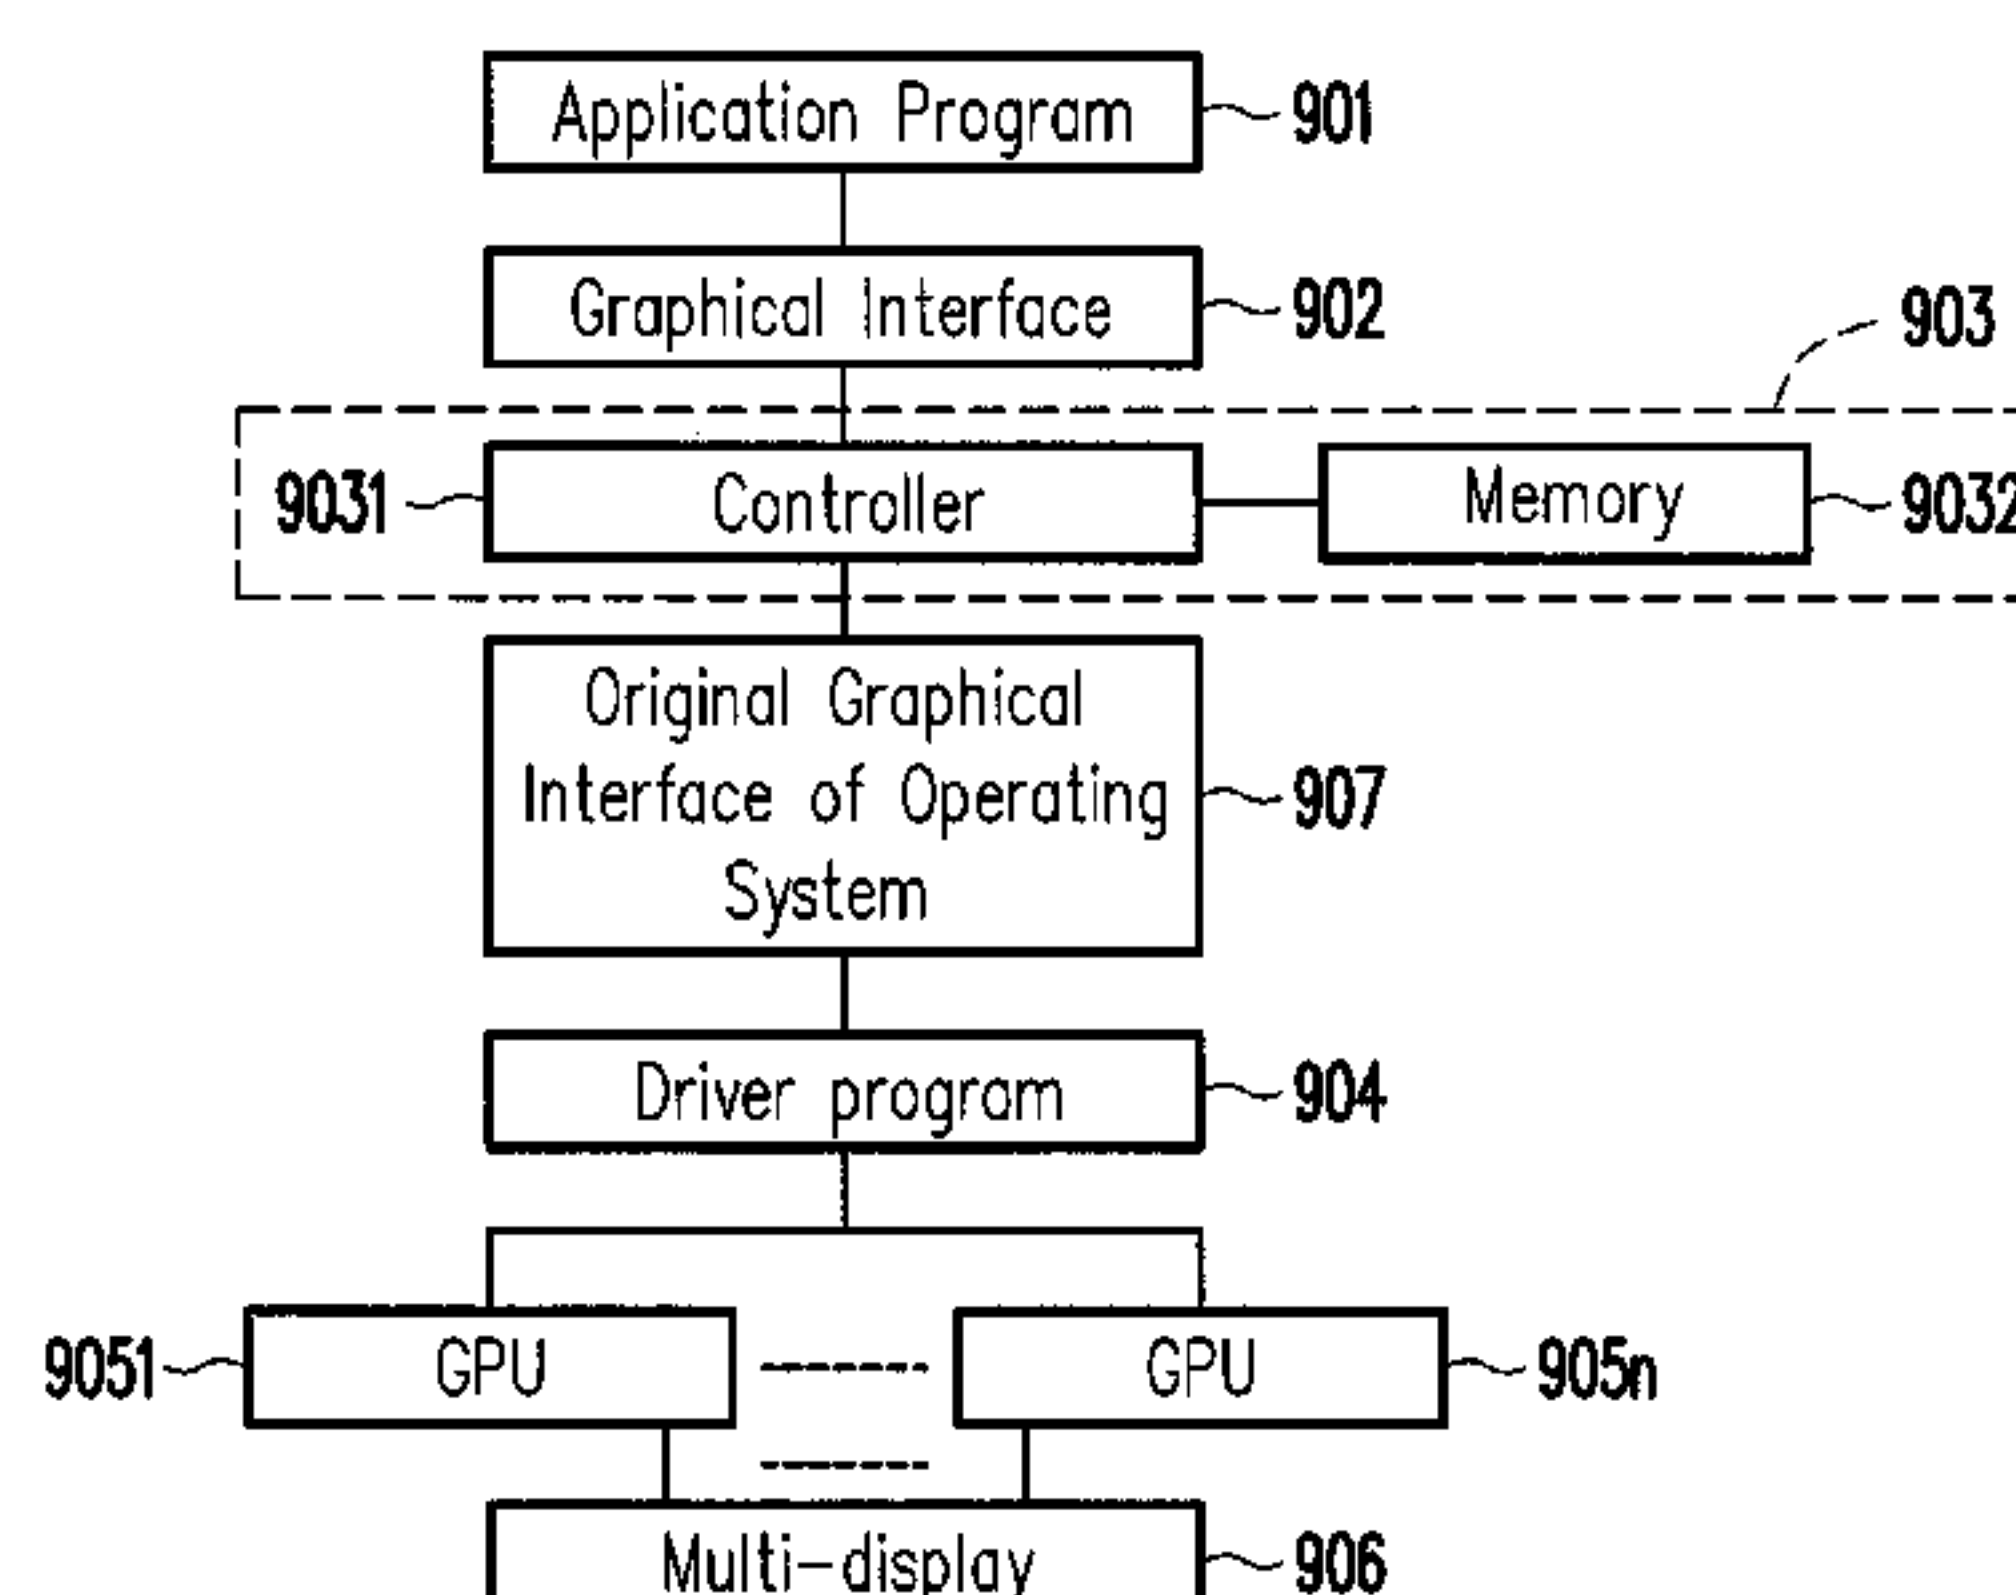 Application Program 901
Graphical Interface 902
903
9031 Controller Memory 9032
Original Graphical
Interface of Operating 907
System
Driver program 904
9051 GPU GPU 905n
Multi-display 906